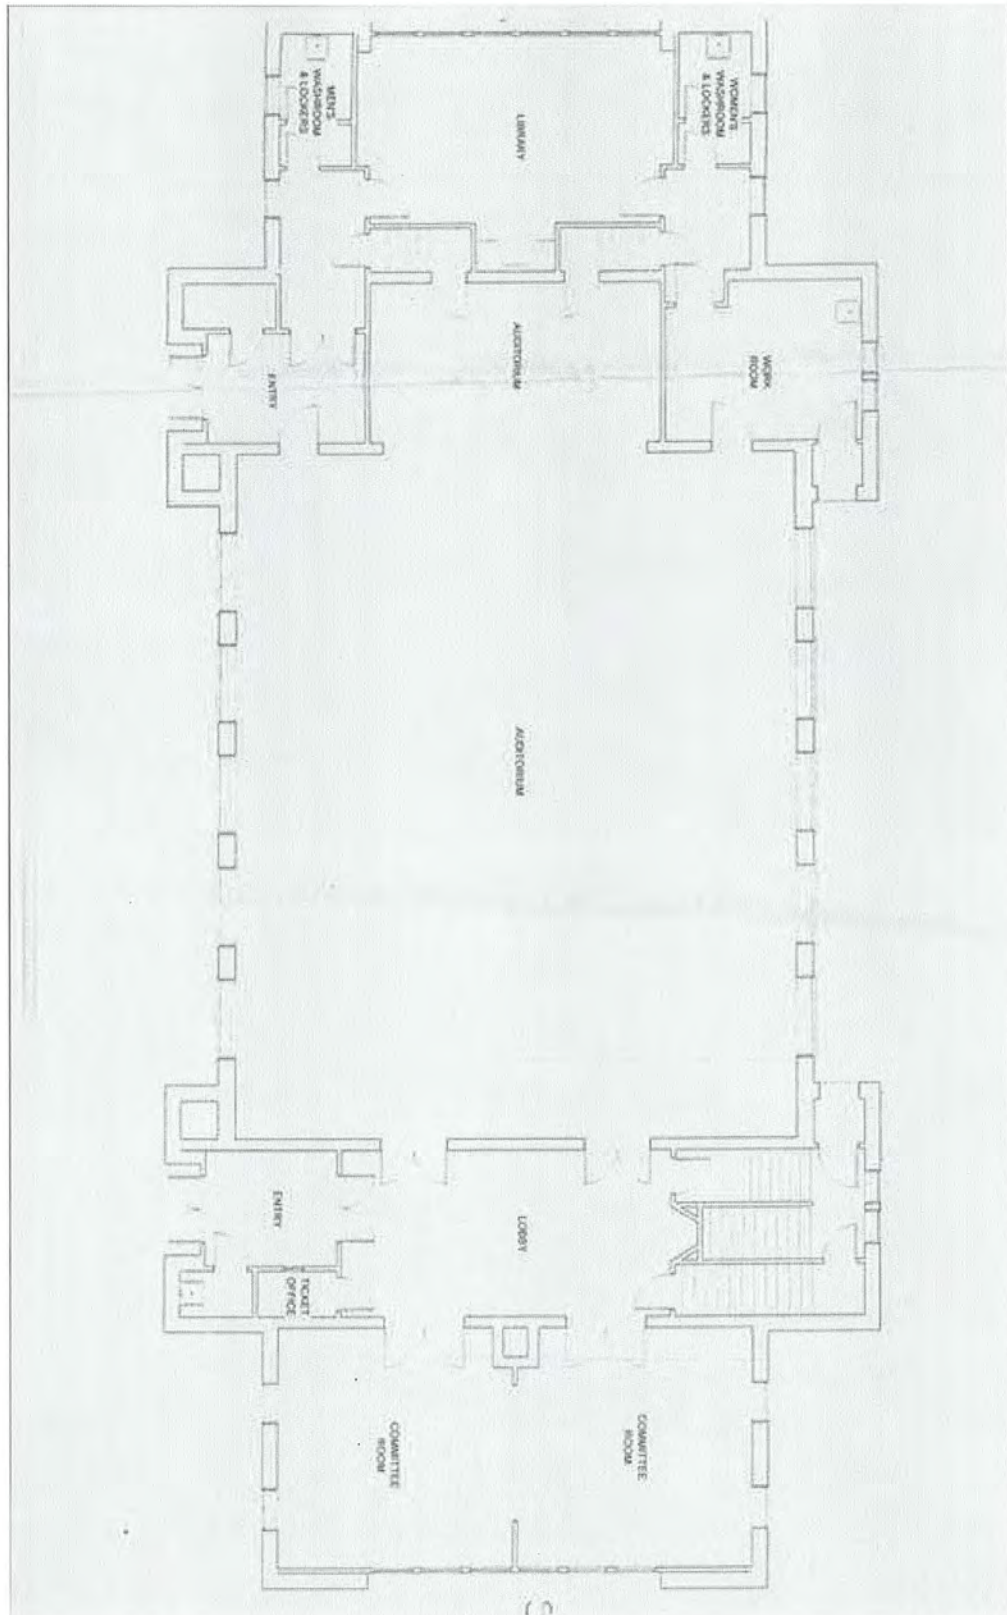 MEN'S
WASHROOM
& LOCKERS
LIBRARY
WOMEN'S
WASHROOM
& LOCKERS
ENTRY
AUDITORIUM
WORK
ROOM
AUDITORIUM
ENTRY
LOBBY
TICKET
OFFICE
COMMITTEE
ROOM
COMMITTEE
ROOM